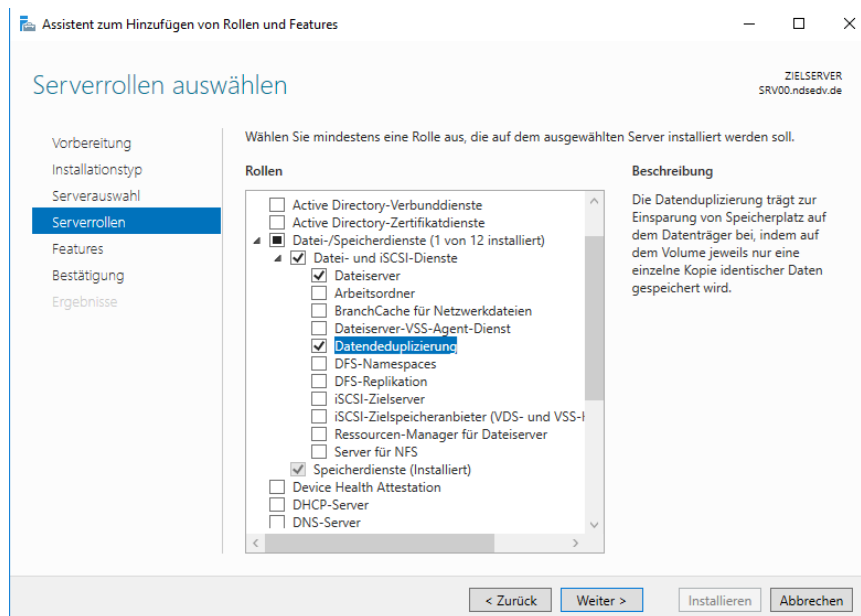 Assistent zum Hinzufügen von Rollen und Features
Serverrollen auswählen
ZIELSERVER
SRV00.ndsedv.de
Vorbereitung
Installationstyp
Serverauswahl
Serverrollen
Features
Bestätigung
Ergebnisse
Wählen Sie mindestens eine Rolle aus, die auf dem ausgewählten Server installiert werden soll.
Rollen
Active Directory-Verbunddienste
Active Directory-Zertifikatdienste
Datei-/Speicherdienste (1 von 12 installiert)
Datei- und iSCSI-Dienste
Dateiserver
Arbeitsordner
BranchCache für Netzwerkdateien
Dateiserver-VSS-Agent-Dienst
Datendeduplizierung
DFS-Namespaces
DFS-Replikation
iSCSI-Zielserver
iSCSI-Zielspeicheranbieter (VDS- und VSS-
Ressourcen-Manager für Dateiserver
Server für NFS
Speicherdienste (Installiert)
Device Health Attestation
DHCP-Server
DNS-Server
Beschreibung
Die Datenduplizierung trägt zur
Einsparung von Speicherplatz auf
dem Datenträger bei, indem auf
dem Volume jeweils nur eine
einzelne Kopie identischer Daten
gespeichert wird.
< Zurück
Weiter >
Installieren
Abbrechen